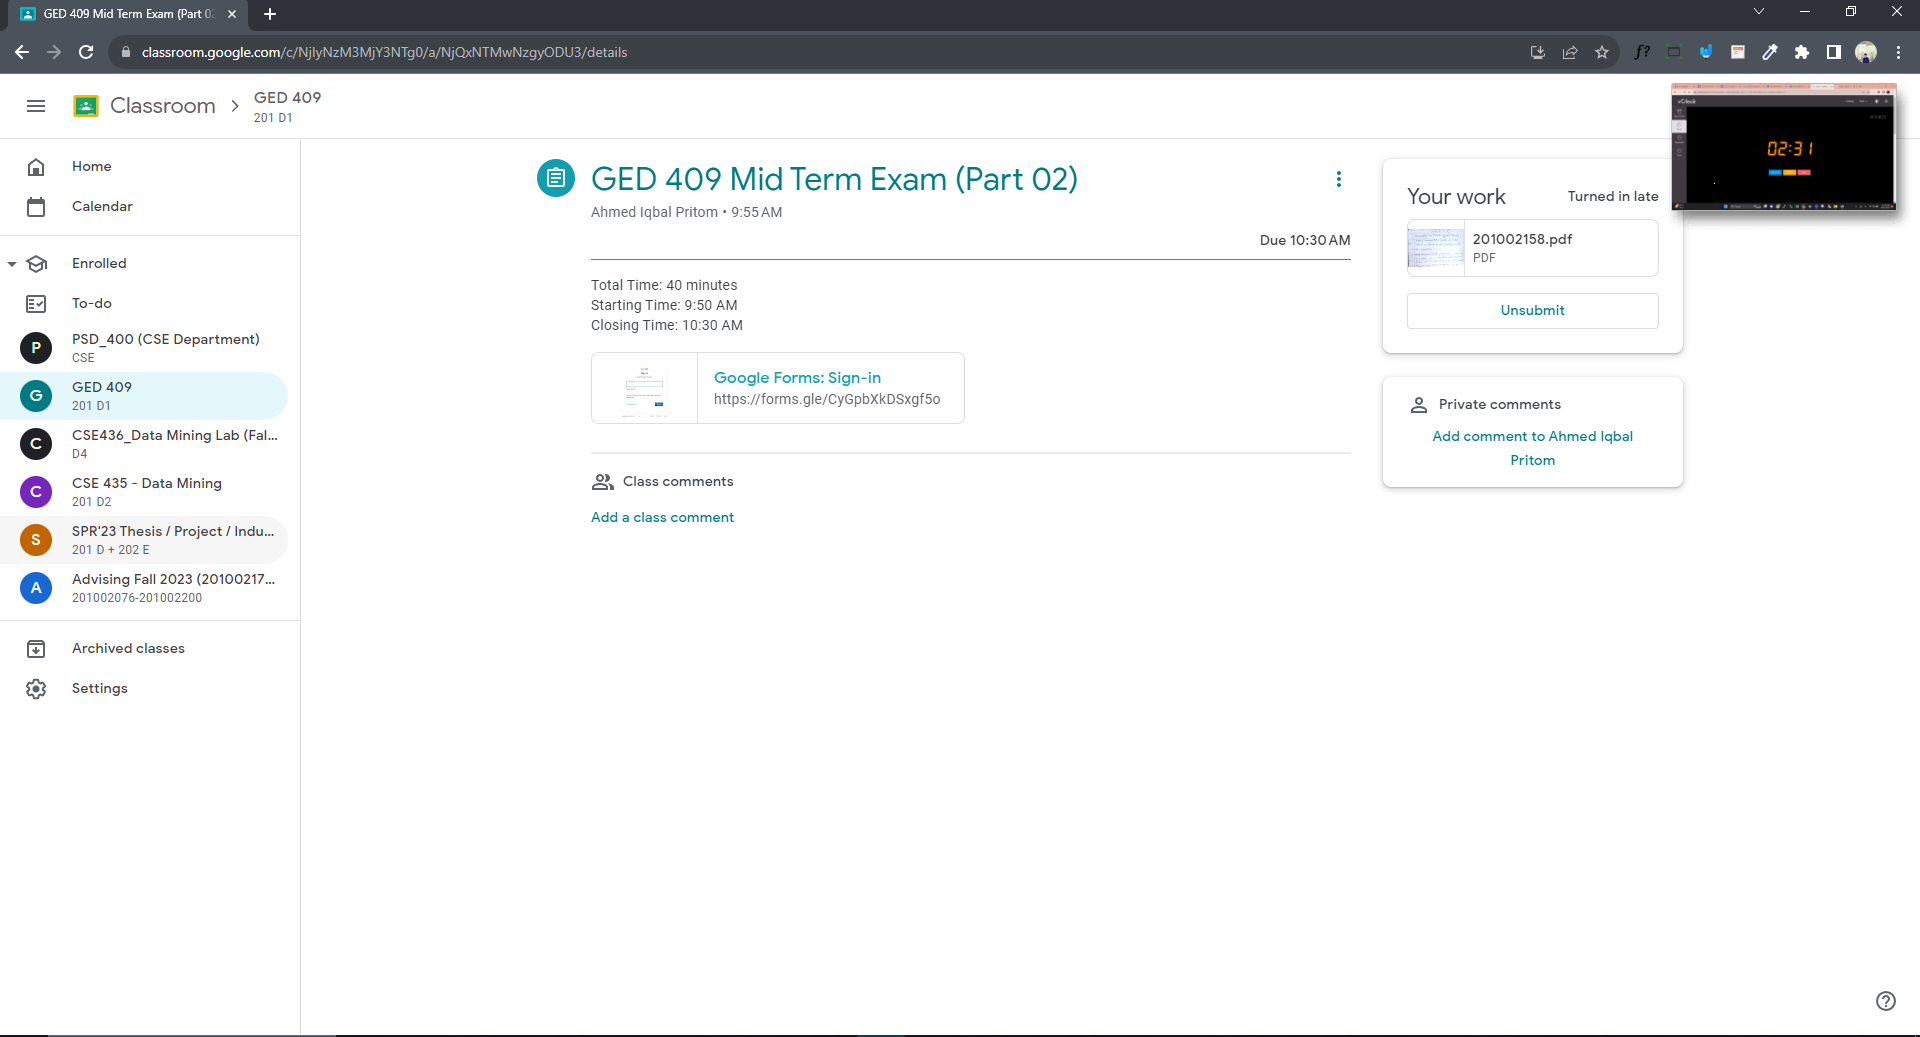 GED 409 Mid Term Exam (Part 02
classroom.google.com/c/NjIyNzM3MjY3NTg0/a/NjQxNTMwNzgyODU3/details
Classroom
GED 409
201 D1
Home
Calendar
Enrolled
To-do
P
PSD_400 (CSE Department)
CSE
G
GED 409
201 D1
C
CSE436_Data Mining Lab (Fal...
D4
C
CSE 435 - Data Mining
201 D2
S
SPR'23 Thesis / Project / Indu...
201 D + 202 E
A
Advising Fall 2023 (20100217...
201002076-201002200
Archived classes
Settings
GED 409 Mid Term Exam (Part 02)
Ahmed Iqbal Pritom • 9:55 AM
Due 10:30 AM
Total Time: 40 minutes
Starting Time: 9:50 AM
Closing Time: 10:30 AM
Google Forms: Sign-in
https://forms.gle/CyGpbXkDSxgf5o
Class comments
Add a class comment
Your work
Turned in late
201002158.pdf
PDF
Unsubmit
Private comments
Add comment to Ahmed Iqbal
Pritom
02:31